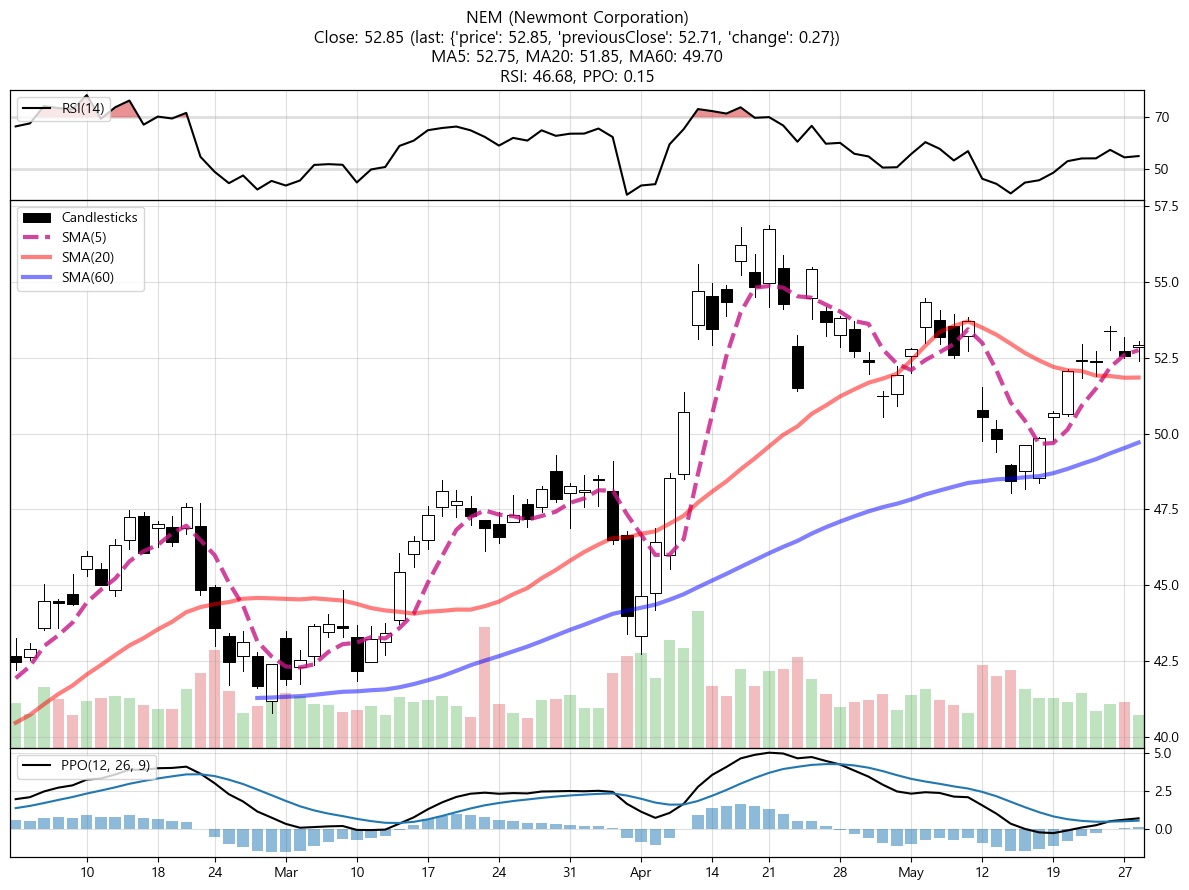 NEM (Newmont Corporation)
Close: 52.85 (last: {'price': 52.85, 'previousClose': 52.71, 'change': 0.27})
MA5: 52.75, MA20: 51.85, MA60: 49.70
RSI: 46.68, PPO: 0.15
RSI(14)
70
50
Candlesticks
SMA(5)
SMA(20)
SMA(60)
57.5
55.0
52.5
50.0
47.5
45.0
42.5
40.0
PPO(12, 26, 9)
5.0
2.5
0.0
10 18 24 Mar 10 17 24 31 Apr 14 21 28 May 12 19 27